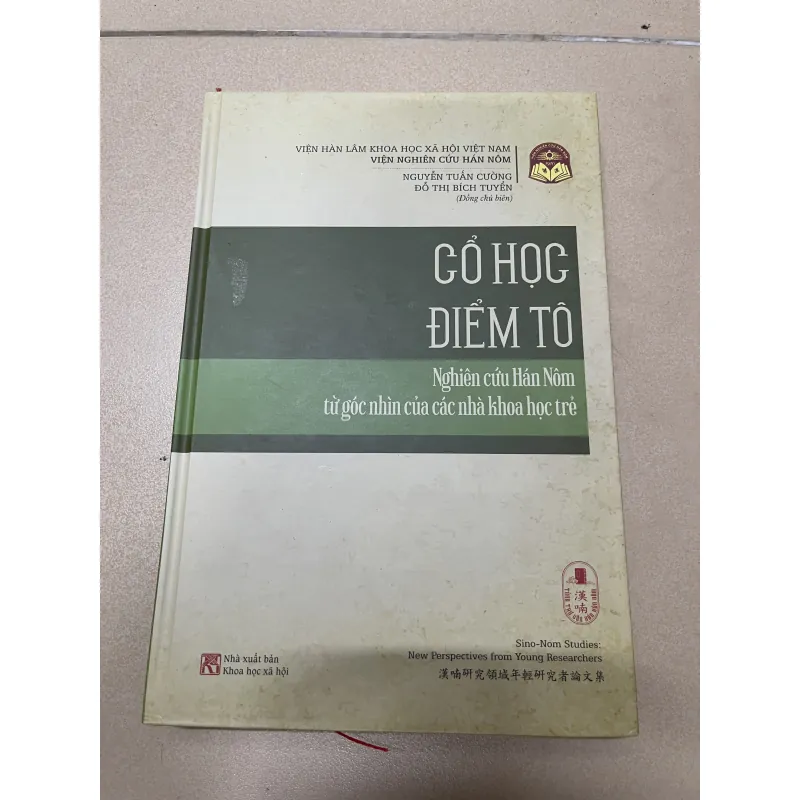 VIỆN HÀN LÂM KHOA HỌC XÃ HỘI VIỆT NAM
VIỆN NGHIÊN CỨU HÁN NÔM
NGUYỄN TUẤN CƯỜNG
ĐỖ THỊ BÍCH TUYỂN
(Đồng chủ biên)
CỔ HỌC
ĐIỂM TÔ
Nghiên cứu Hán Nôm
từ góc nhìn của các nhà khoa học trẻ
漢
喃
Sino-Nom Studies:
New Perspectives from Young Researchers
漢喃研究領域年輕研究者論文集
Nhà xuất bản
Khoa học xã hội